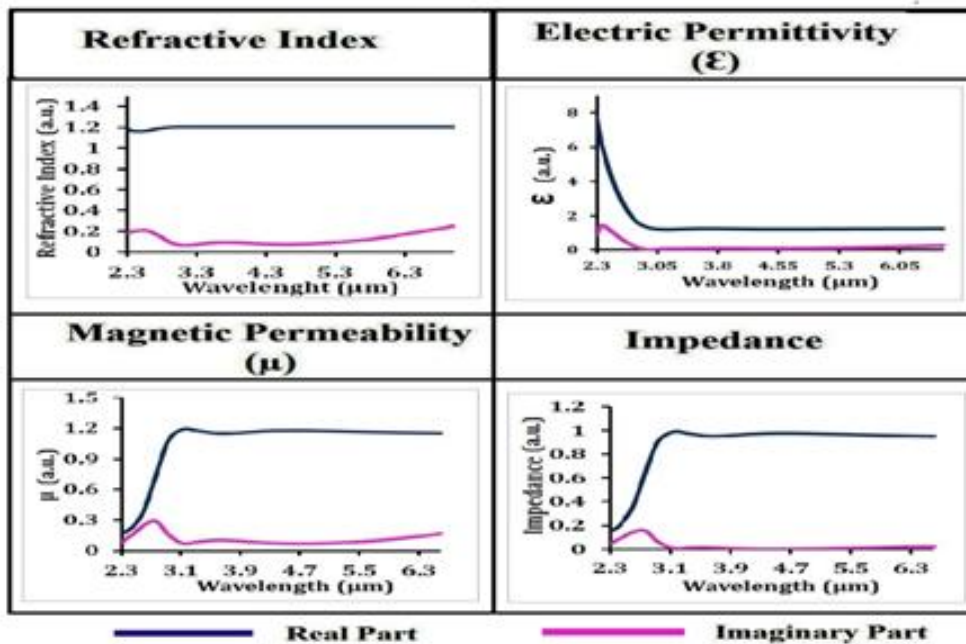 Refractive Index
Electric Permittivity
(Ɛ)
Refractive Index (a.u.)
1.4
1.2
1
0.8
0.6
0.4
0.2
0
2.3 3.3 4.3 5.3 6.3
Wavelenght (μm)
Ɛ (a.u.)
8
6
4
2
0
2.3 3.05 3.8 4.55 5.3 6.05
Wavelength (μm)
Magnetic Permeability
(μ)
Impedance
μ (a.u.)
1.5
1.2
0.9
0.6
0.3
0
2.3 3.1 3.9 4.7 5.5 6.3
Wavelength (μm)
Impedance (a.u.)
1.2
1
0.8
0.6
0.4
0.2
0
2.3 3.1 3.9 4.7 5.5 6.3
Wavelength (μm)
Real Part
Imaginary Part